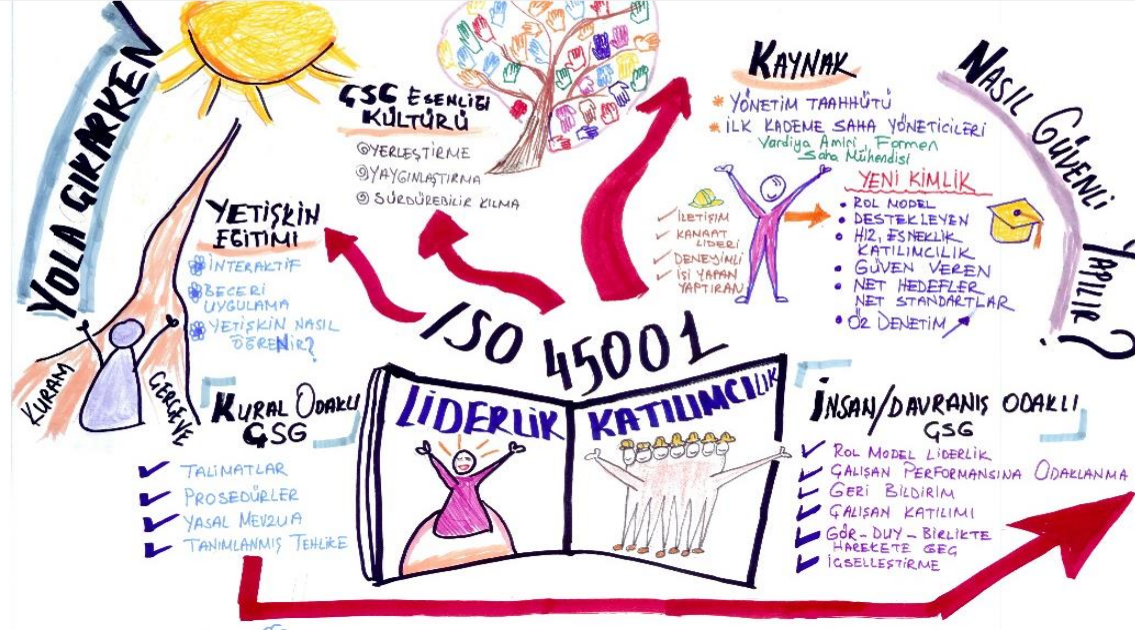 YOLA ÇIKARKEN
KURAM
ÇERÇEVE
YETİŞKİN
EĞİTİMİ
İNTERAKTİF
BECERİ
UYGULAMA
YETİŞKİN NASIL
ÖĞRENİR?
ÇSG ESENLİĞİ
KÜLTÜRÜ
YERLEŞTİRME
YAYGINLAŞTIRMA
SÜRDÜREBİLİR KILMA
KAYNAK
YÖNETİM TAAHHÜTÜ
İLK KADEME SAHA YÖNETİCİLERİ
Vardiya Amiri, Formen
Saha Mühendisi
İLETİŞİM
KANAAT
LİDERİ
DENEYİMLİ
İŞİ YAPAN
YAPTIRAN
YENİ KİMLİK
ROL MODEL
DESTEKLEYEN
HIZ, ESNEKLİK
KATILIMCILIK
GÜVEN VEREN
NET HEDEFLER
NET STANDARTLAR
ÖZ DENETİM
NASIL GÜVENLİ
YAPILIR?
ISO 45001
LİDERLİK
KATILIMCILIK
KURAL ODAKLI
ÇSG
TALİMATLAR
PROSEDÜRLER
YASAL MEVZUA
TANIMLANMIŞ TEHLİKE
İNSAN/DAVRANIŞ ODAKLI
ÇSG
ROL MODEL LİDERLİK
ÇALIŞAN PERFORMANSINA ODAKLANMA
GERİ BİLDİRİM
ÇALIŞAN KATILIMI
GÖR-DUY-BİRLİKTE
HAREKETE GEÇ
İÇSELLEŞTİRME